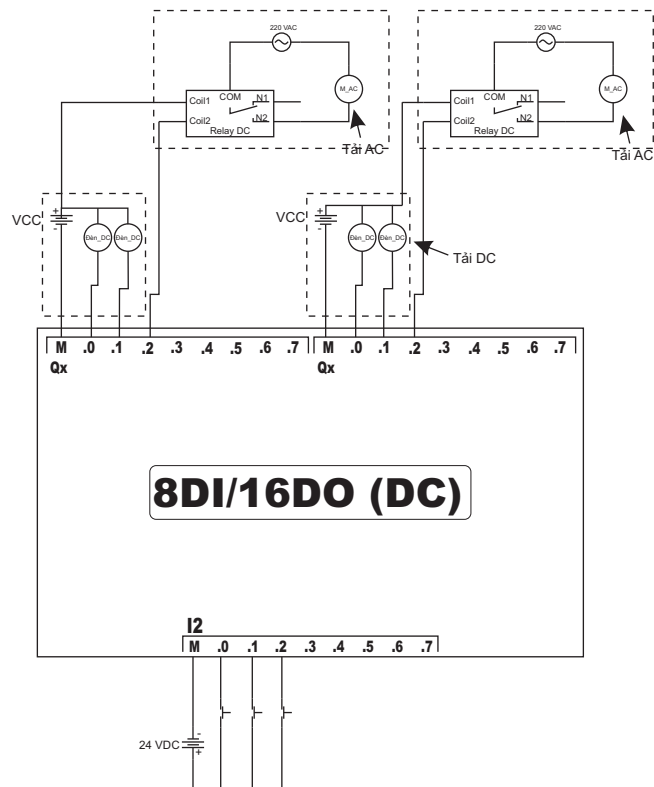 220 VAC
220 VAC
COM N1
Coil1
M_AC
Coil2 N2
Relay DC
Tải AC
COM N1
Coil1
M_AC
Coil2 N2
Relay DC
Tải AC
VCC
+
-
Đèn_DC Đèn_DC
VCC
+
-
Đèn_DC Đèn_DC
Tải DC
M .0 .1 .2 .3 .4 .5 .6 .7
Qx
M .0 .1 .2 .3 .4 .5 .6 .7
Qx
8DI/16DO (DC)
I2
M .0 .1 .2 .3 .4 .5 .6 .7
-
24 VDC
+